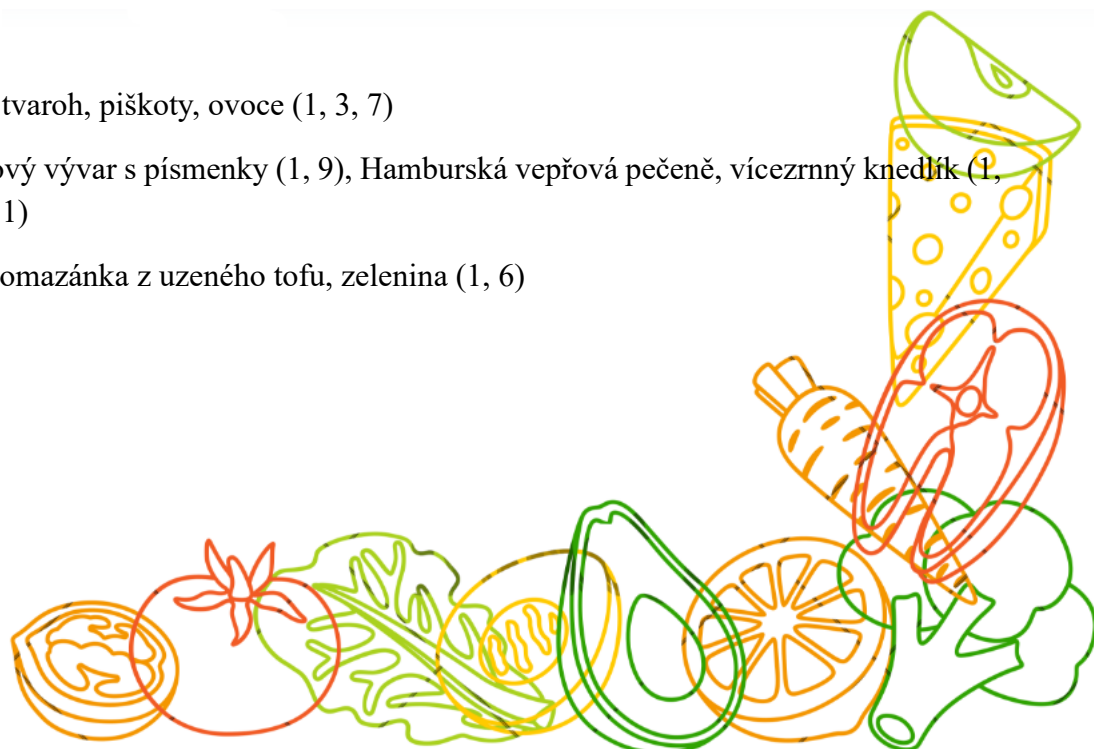 tvaroh, piškoty, ovoce (1, 3, 7)
ový vývar s písmenky (1, 9), Hamburská vepřová pečeně, vícezrnný knedlík (1,
1)
omazánka z uzeného tofu, zelenina (1, 6)